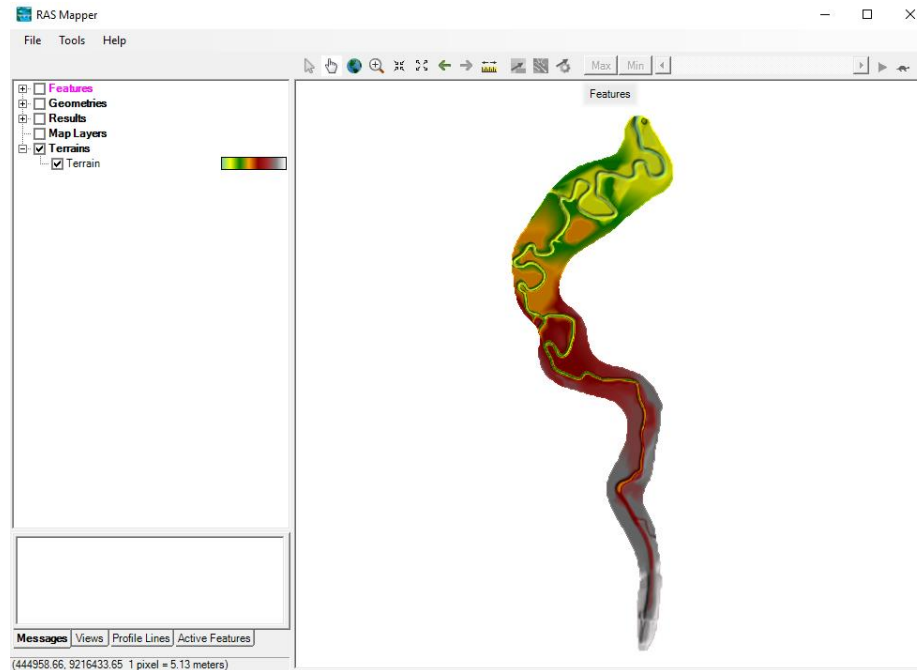 RAS Mapper
File Tools Help
Max Min
Features
Features
Geometries
Results
Map Layers
Terrains
Terrain
Messages Views Profile Lines Active Features
(444958.66, 9216433.65 1 pixel = 5.13 meters)